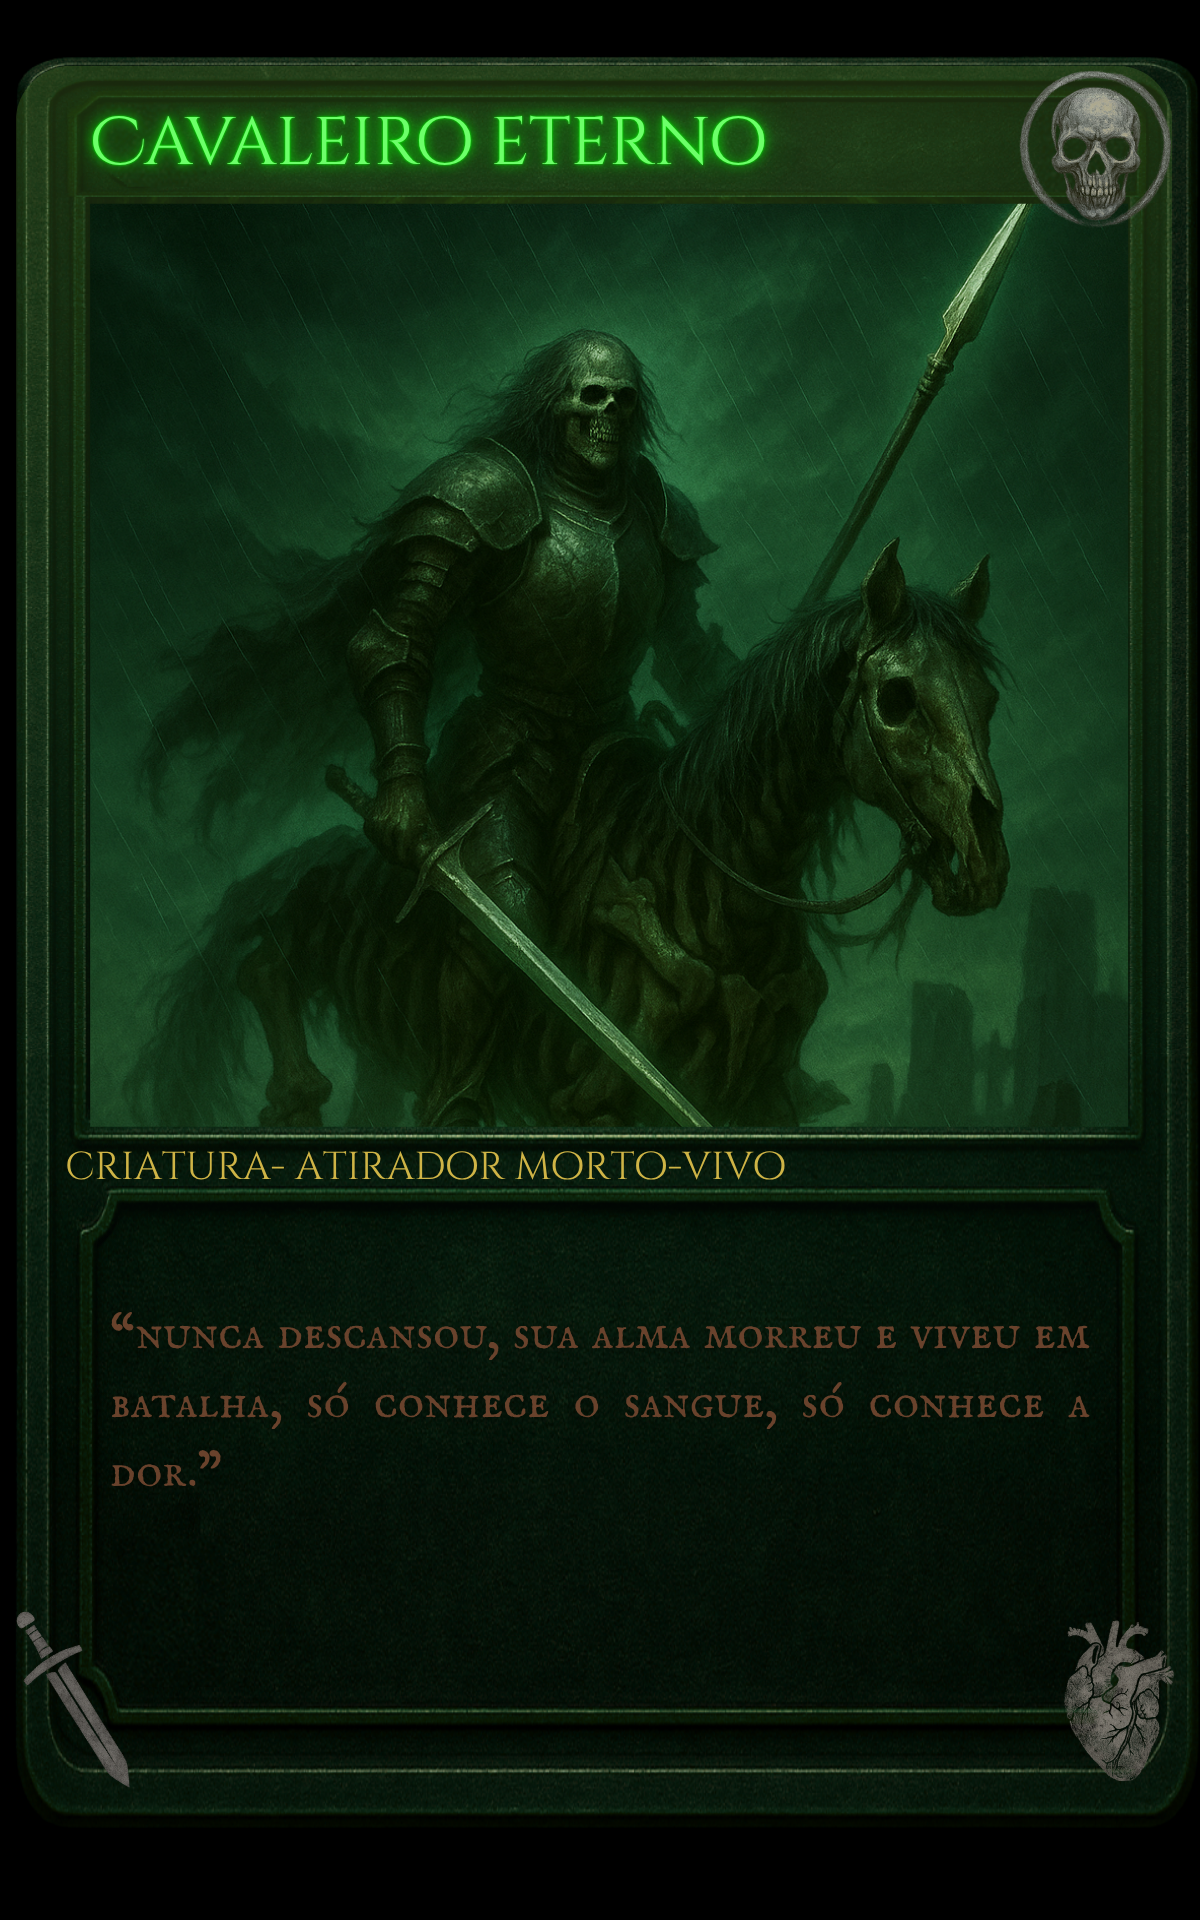 Cavaleiro eterno
Criatura- Atirador morto-vivo
“nunca descansou, sua alma morreu e viveu em
batalha, só conhece o sangue, só conhece a
dor.”